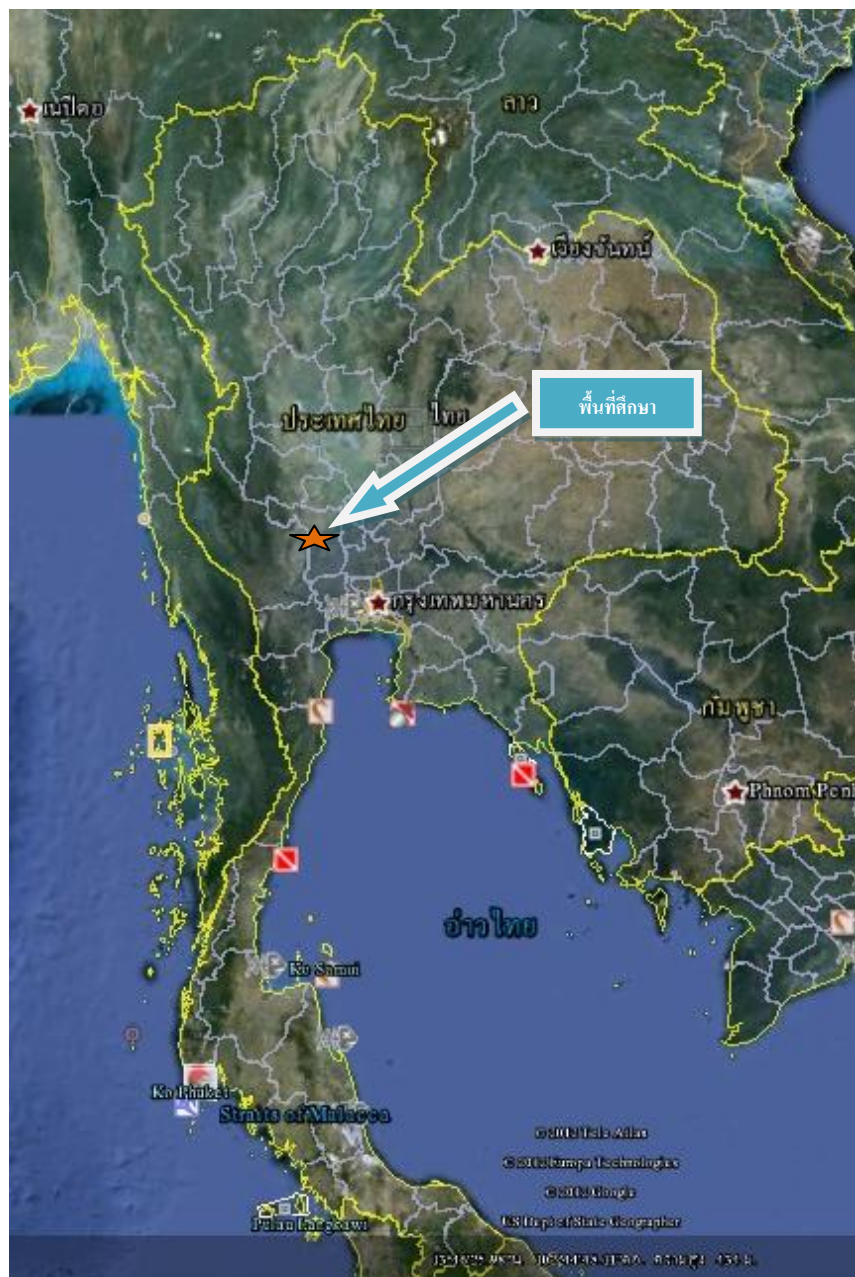 เนปีดอ
ลาว
เวียงจันทน์
พื้นที่ศึกษา
ประเทศไทย ไทย
กรุงเทพมหานคร
กัมพูชา
Phnom Penh
อ่าวไทย
Ko Samui
Ko Phuket
Straits of Malacca
© 2012 Tele Atlas
© 2012 Europa Technologies
© 2012 Google
US Dept of State Geographer
Pulau Langkawi